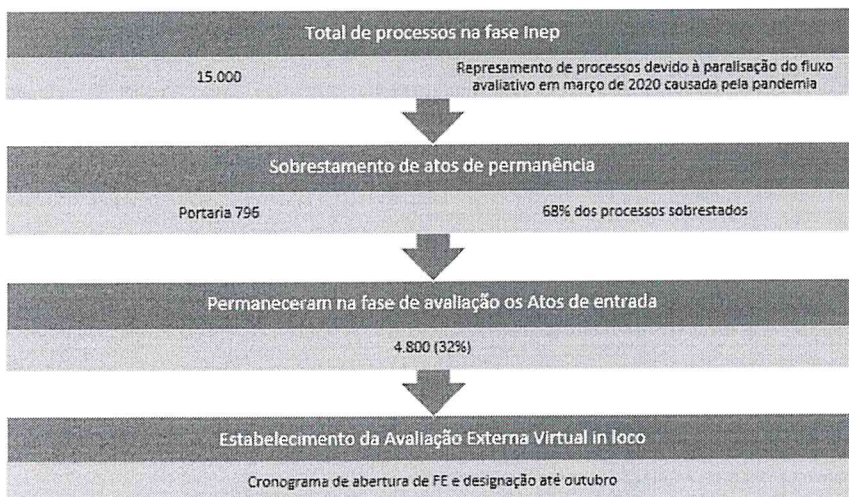 Total de processos na fase Inep
15.000
Represamento de processos devido à paralisação do fluxo
avaliativo em março de 2020 causada pela pandemia
Sobrestamento de atos de permanência
Portaria 796
68% dos processos sobrestados
Permaneceram na fase de avaliação os Atos de entrada
4.800 (32%)
Estabelecimento da Avaliação Externa Virtual in loco
Cronograma de abertura de FE e designação até outubro